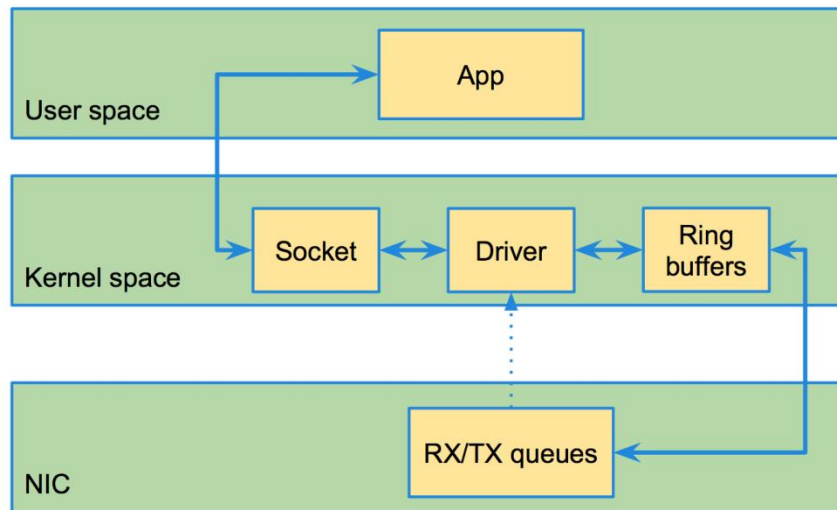 App
User space
Socket
Driver
Ring
buffers
Kernel space
RX/TX queues
NIC